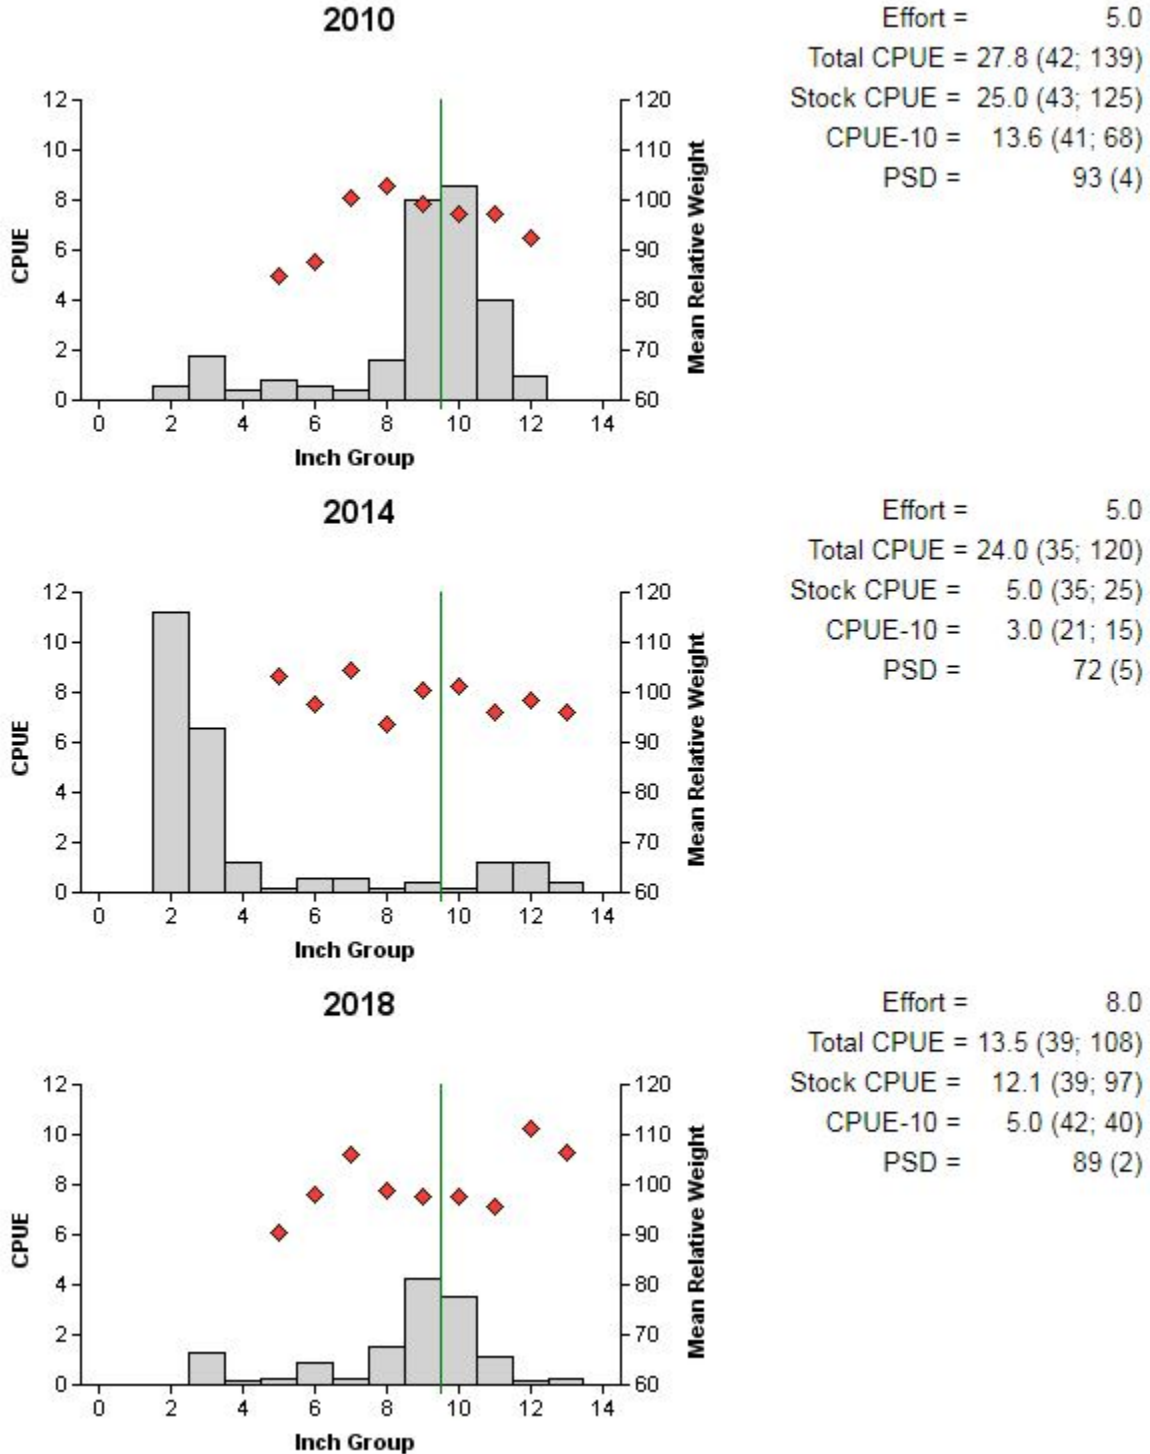 2010
Effort = 5.0
Total CPUE = 27.8 (42; 139)
Stock CPUE = 25.0 (43; 125)
CPUE-10 = 13.6 (41; 68)
PSD = 93 (4)
12 120
10 110
8 100
6 90
4 80
2 70
0 60
CPUE
Mean Relative Weight
0 2 4 6 8 10 12 14
Inch Group
2014
Effort = 5.0
Total CPUE = 24.0 (35; 120)
Stock CPUE = 5.0 (35; 25)
CPUE-10 = 3.0 (21; 15)
PSD = 72 (5)
12 120
10 110
8 100
6 90
4 80
2 70
0 60
CPUE
Mean Relative Weight
0 2 4 6 8 10 12 14
Inch Group
2018
Effort = 8.0
Total CPUE = 13.5 (39; 108)
Stock CPUE = 12.1 (39; 97)
CPUE-10 = 5.0 (42; 40)
PSD = 89 (2)
12 120
10 110
8 100
6 90
4 80
2 70
0 60
CPUE
Mean Relative Weight
0 2 4 6 8 10 12 14
Inch Group